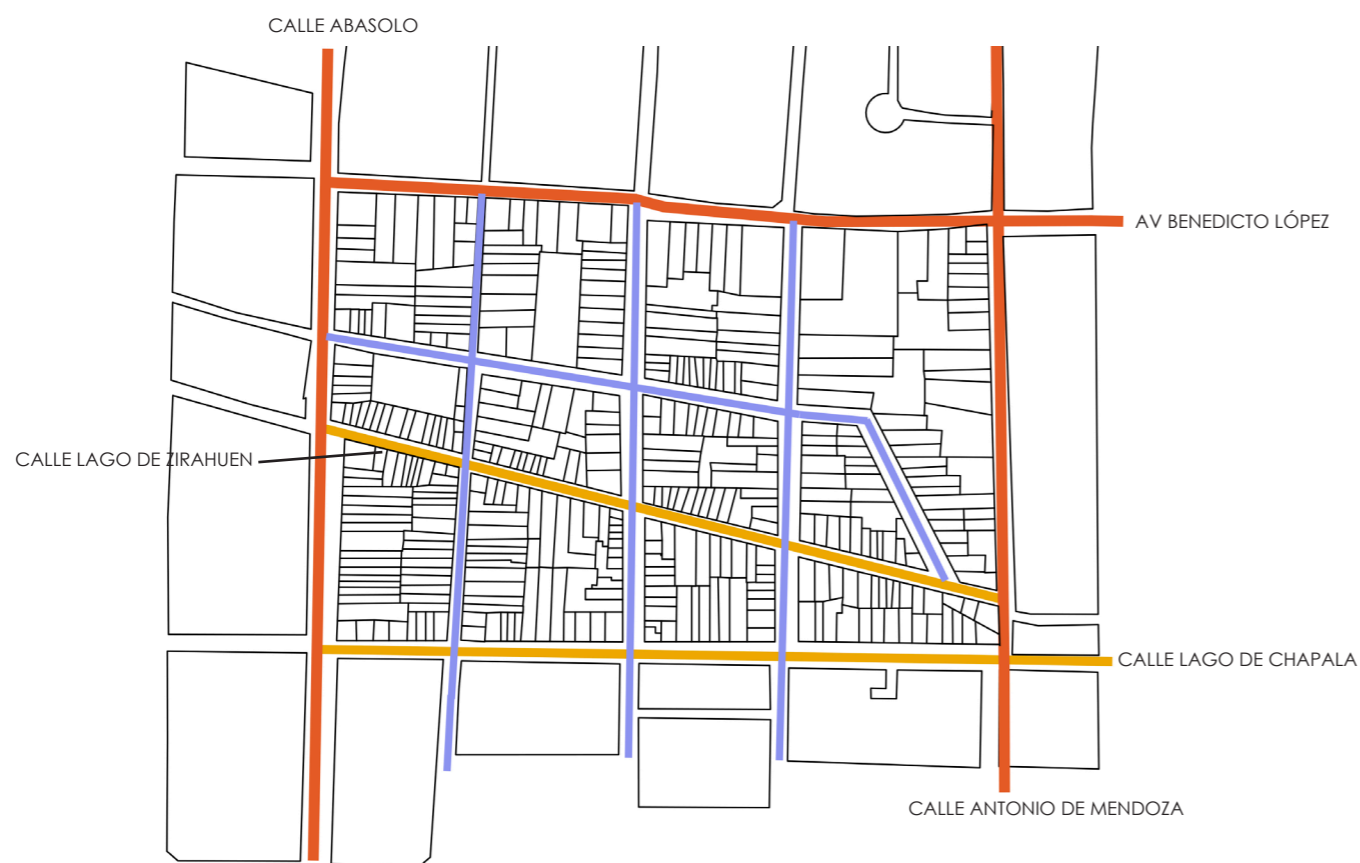 CALLE ABASOLO
AV BENEDICTO LÓPEZ
CALLE LAGO DE ZIRAHUEN
CALLE LAGO DE CHAPALA
CALLE ANTONIO DE MENDOZA